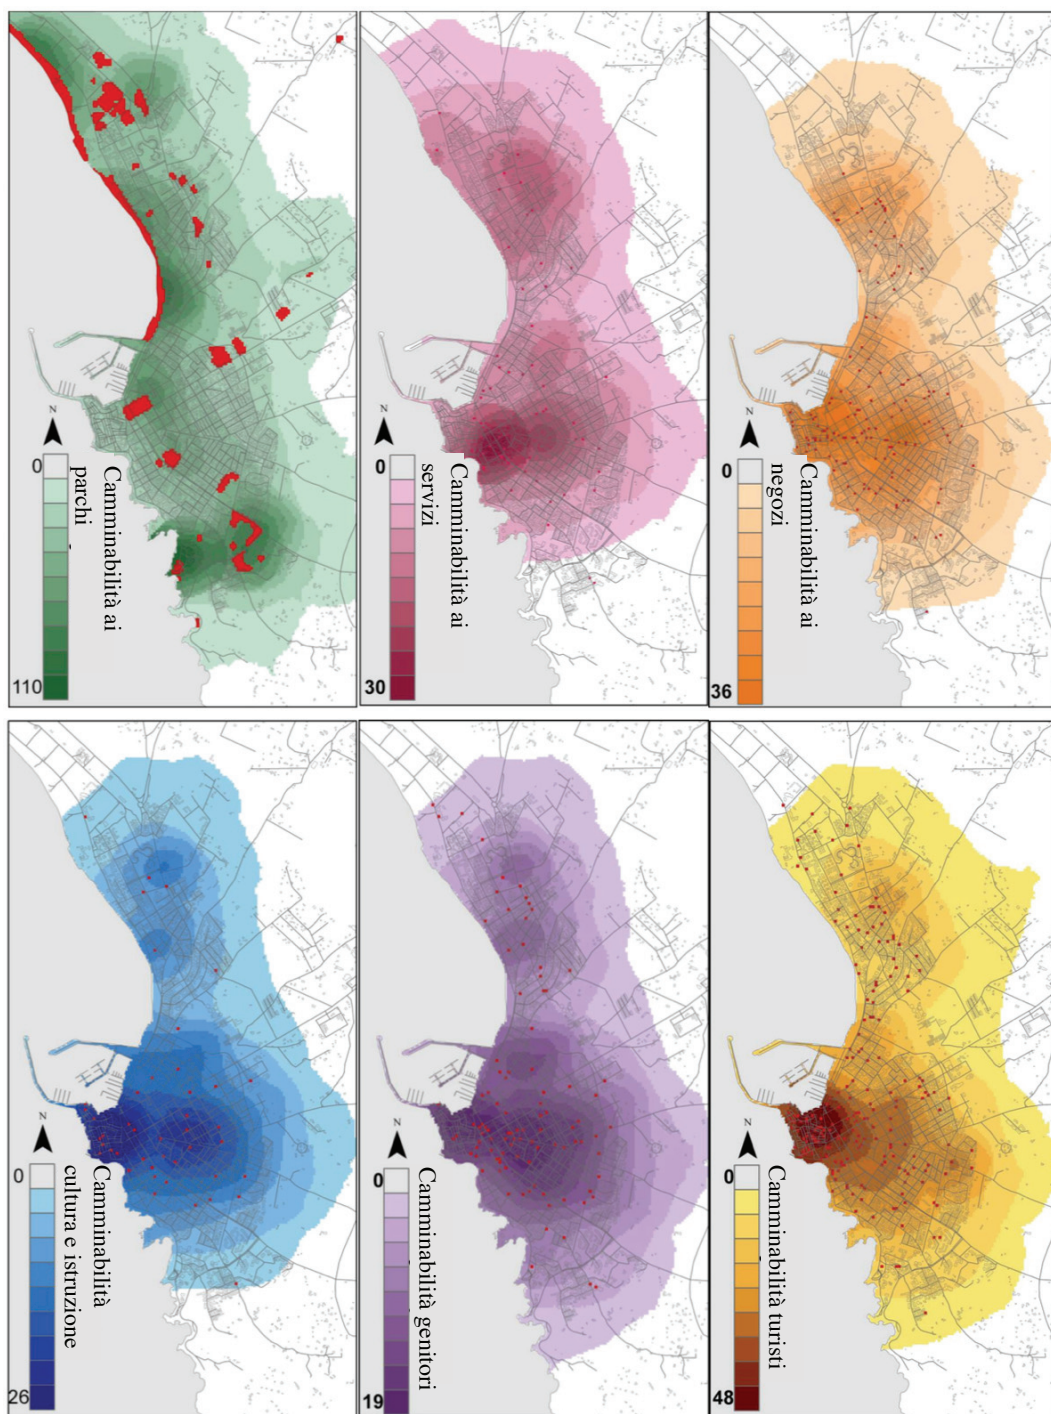 N
0
Camminabilità ai
parchi
110
N
0
Camminabilità ai
servizi
30
N
0
Camminabilità ai
negozi
36
N
0
Camminabilità
cultura e istruzione
26
N
0
Camminabilità genitori
19
N
0
Camminabilità turisti
48